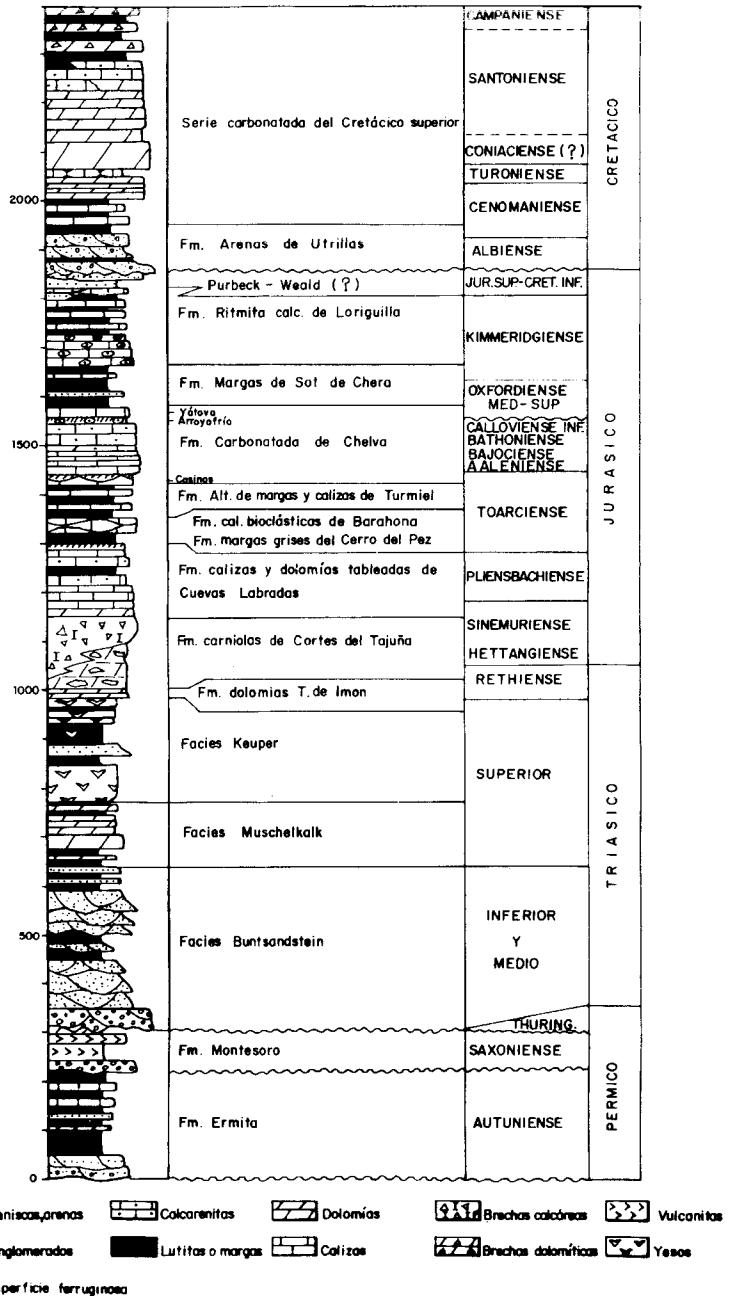 CAMPANIENSE
SANTONIENSE
Serie carbonatada del Cretácico superior
CONIACIENSE (?)
TURONIENSE
2000
CENOMANIENSE
CRETACICO
Fm. Arenas de Utrillas
ALBIENSE
Purbeck - Weald (?)
JUR.SUP-CRET. INF.
Fm. Ritmita calc. de Loriguilla
KIMMERIDGIENSE
Fm. Margas de Sot de Chera
OXFORDIENSE
MED-SUP
Yátova
Arroyofrío
CALLOVIENSE INF.
1500
Fm. Carbonatada de Chelva
BATHONIENSE
BAJOCIENSE
AALENIENSE
Casinos
JURASICO
Fm. Alt. de margas y calizas de Turmiel
TOARCIENSE
Fm. cal. bioclásticas de Barahona
Fm. margas grises del Cerro del Pez
Fm. calizas y dolomías tableadas de
Cuevas Labradas
PLIENSBACHIENSE
SINEMURIENSE
Fm. carniolas de Cortes del Tajuña
HETTANGIENSE
1000
Fm. dolomias T. de Imon
RETHIENSE
Facies Keuper
SUPERIOR
TRIASICO
Facies Muschelkalk
500
Facies Buntsandstein
INFERIOR
Y
MEDIO
THURING.
Fm. Montesoro
SAXONIENSE
PERMICO
Fm. Ermita
AUTUNIENSE
0
niscas,arenas
Calcarenitas
Dolomías
Brechas calcáreas
Vulcanitas
nglomerados
Lutitas o margas
Calizas
Brechas dolomíticas
Yesos
perficie ferruginosa